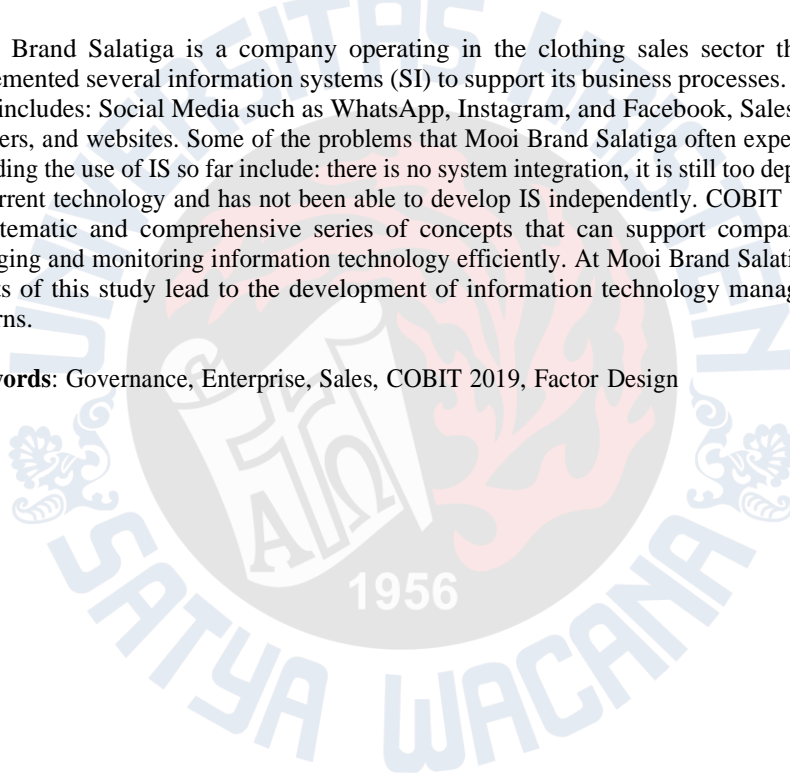 Brand Salatiga is a company operating in the clothing sales sector th
emented several information systems (SI) to support its business processes.
includes: Social Media such as WhatsApp, Instagram, and Facebook, Sales
ers, and websites. Some of the problems that Mooi Brand Salatiga often expe
ding the use of IS so far include: there is no system integration, it is still too dep
rrent technology and has not been able to develop IS independently. COBIT
tematic and comprehensive series of concepts that can support compa
ging and monitoring information technology efficiently. At Mooi Brand Salati
ts of this study lead to the development of information technology manag
rns.
words: Governance, Enterprise, Sales, COBIT 2019, Factor Design
UNIVERSITAS KRISTEN
1956
SATYA WACANA